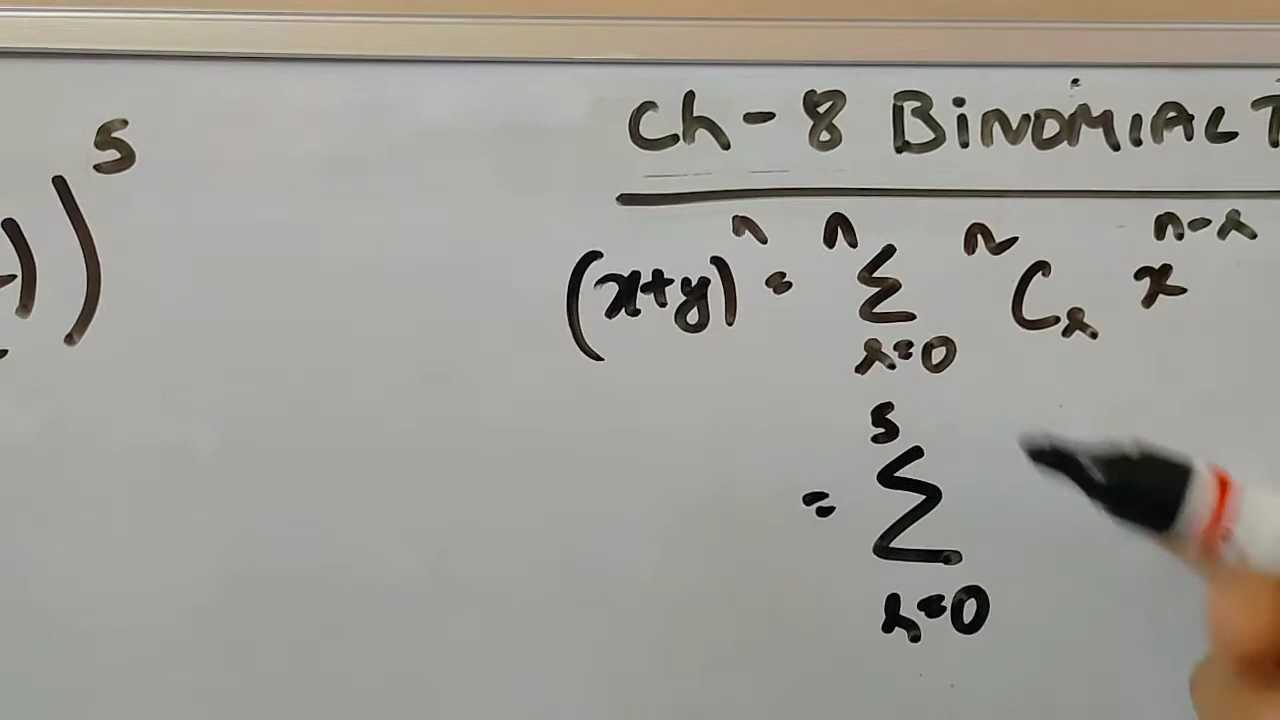 Ch - 8 BINOMIAL T
) ) 5
(x+y)^n = n Σ r=0 ^nC_r x^{n-r}
= 5 Σ r=0